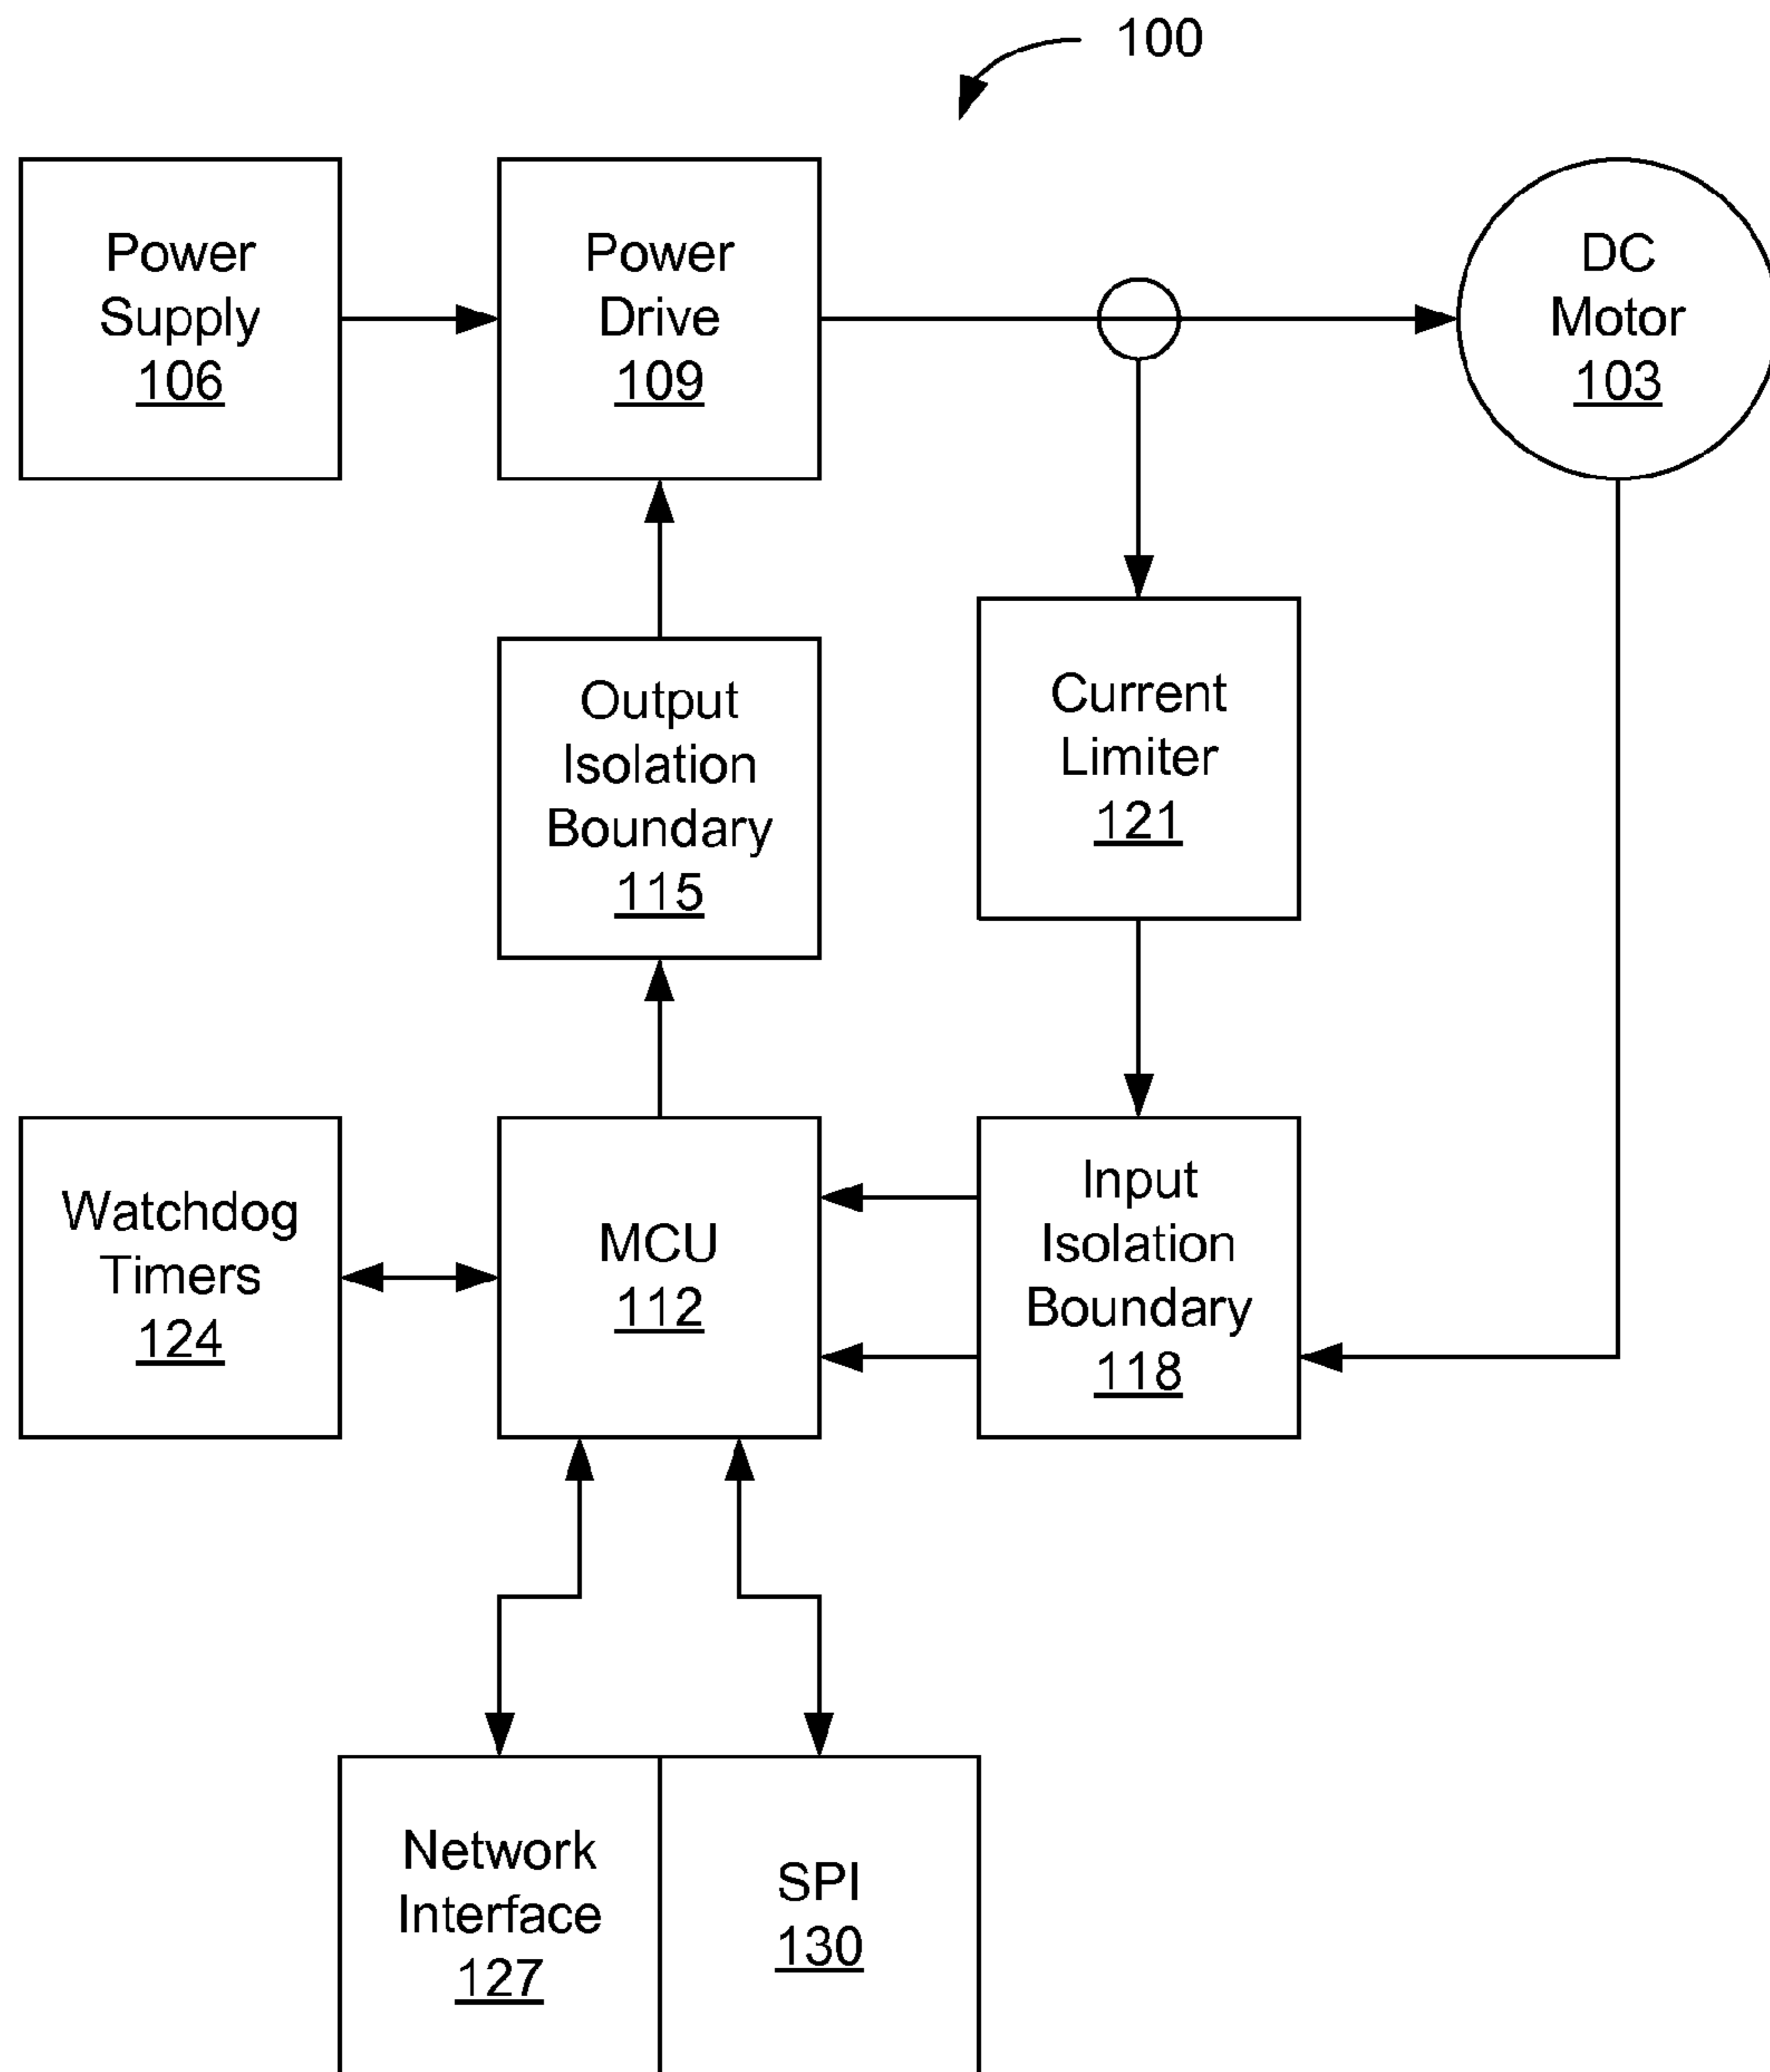 100
Power
Supply
106
Power
Drive
109
DC
Motor
103
Output
Isolation
Boundary
115
Current
Limiter
121
Watchdog
Timers
124
MCU
112
Input
Isolation
Boundary
118
Network
Interface
127
SPI
130